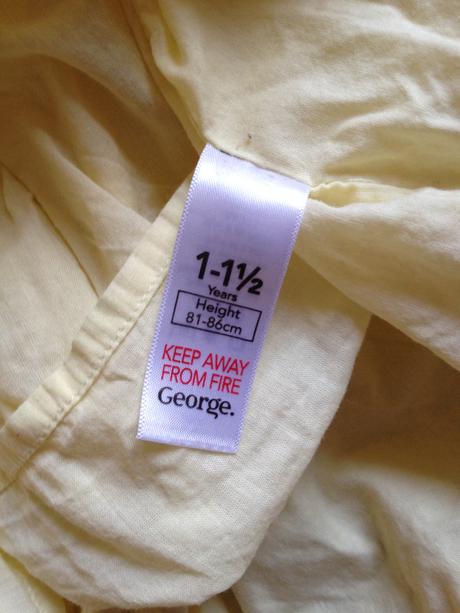 1-1½
Years
Height
81-86cm
KEEP AWAY
FROM FIRE
George.